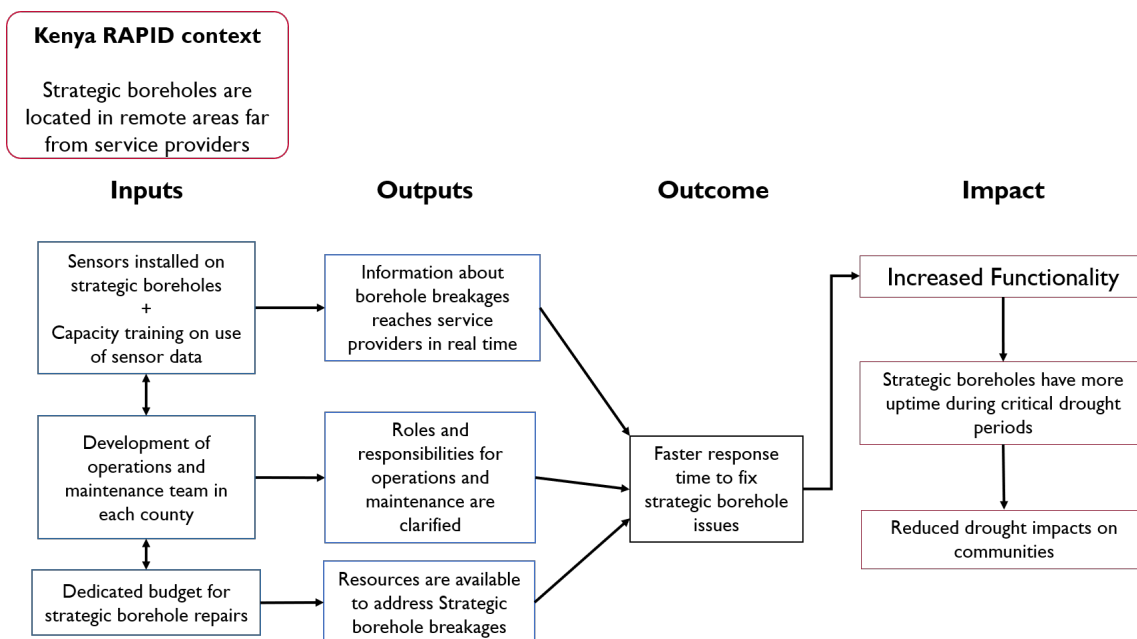 Kenya RAPID context
Strategic boreholes are
located in remote areas far
from service providers
Inputs
Outputs
Outcome
Impact
Sensors installed on
strategic boreholes
+
Capacity training on use
of sensor data
Information about
borehole breakages
reaches service
providers in real time
Increased Functionality
Strategic boreholes have more
uptime during critical drought
periods
Development of
operations and
maintenance team in
each county
Roles and
responsibilities for
operations and
maintenance are
clarified
Faster response
time to fix
strategic borehole
issues
Reduced drought impacts on
communities
Dedicated budget for
strategic borehole repairs
Resources are available
to address Strategic
borehole breakages